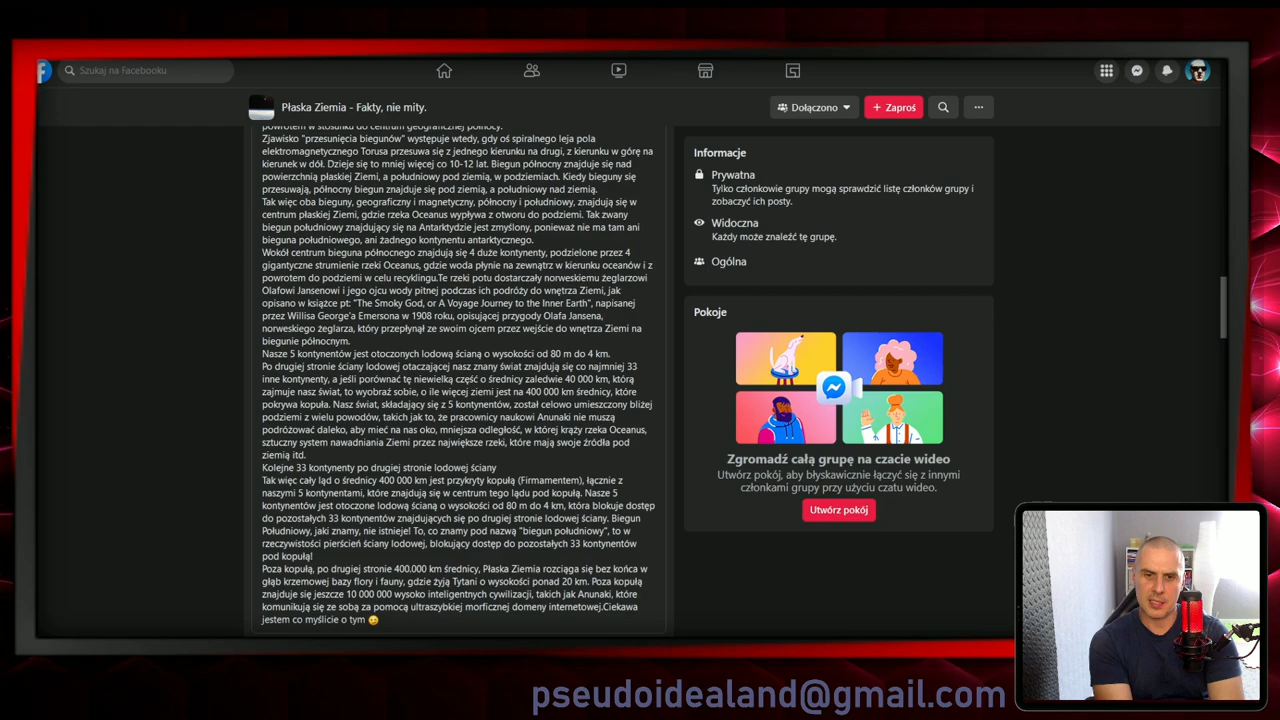 Szukaj na Facebooku
Płaska Ziemia - Fakty, nie mity.
Dołączono
+ Zaproś
powrotem w stosunku do centrum geograficznej północy.
Zjawisko "przesunięcia biegunów" występuje wtedy, gdy oś spiralnego leja pola
elektromagnetycznego Torusa przesuwa się z jednego kierunku na drugi, z kierunku w górę na
kierunek w dół. Dzieje się to mniej więcej co 10-12 lat. Biegun północny znajduje się nad
powierzchnią płaskiej Ziemi, a południowy pod ziemią, w podziemiach. Kiedy bieguny się
przesuwają, północny biegun znajduje się pod ziemią, a południowy nad ziemią.
Tak więc oba bieguny, geograficzny i magnetyczny, północny i południowy, znajdują się w
centrum płaskiej Ziemi, gdzie rzeka Oceanus wypływa z otworu do podziemi. Tak zwany
biegun południowy znajdujący się na Antarktydzie jest zmyślony, ponieważ nie ma tam ani
bieguna południowego, ani żadnego kontynentu antarktycznego.
Wokół centrum bieguna północnego znajdują się 4 duże kontynenty, podzielone przez 4
gigantyczne strumienie rzeki Oceanus, gdzie woda płynie na zewnątrz w kierunku oceanów i z
powrotem do podziemi w celu recyklingu.Te rzeki potu dostarczały norweskiemu żeglarzowi
Olafowi Jansenowi i jego ojcu wody pitnej podczas ich podróży do wnętrza Ziemi, jak
opisano w książce pt: "The Smoky God, or A Voyage Journey to the Inner Earth", napisanej
przez Willisa George'a Emersona w 1908 roku, opisującej przygody Olafa Jansena,
norweskiego żeglarza, który przepłynął ze swoim ojcem przez wejście do wnętrza Ziemi na
biegunie północnym.
Nasze 5 kontynentów jest otoczonych lodową ścianą o wysokości od 80 m do 4 km.
Po drugiej stronie ściany lodowej otaczającej nasz znany świat znajdują się co najmniej 33
inne kontynenty, a jeśli porównać tę niewielką część o średnicy zaledwie 40 000 km, którą
zajmuje nasz świat, to wyobraź sobie, o ile więcej ziemi jest na 400 000 km średnicy, które
pokrywa kopuła. Nasz świat, składający się z 5 kontynentów, został celowo umieszczony bliżej
podziemi z wielu powodów, takich jak to, że pracownicy naukowi Anunaki nie muszą
podróżować daleko, aby mieć na nas oko, mniejsza odległość, w której krąży rzeka Oceanus,
sztuczny system nawadniania Ziemi przez największe rzeki, które mają swoje źródła pod
ziemią itd.
Kolejne 33 kontynenty po drugiej stronie lodowej ściany
Tak więc cały ląd o średnicy 400 000 km jest przykryty kopułą (Firmamentem), łącznie z
naszymi 5 kontynentami, które znajdują się w centrum tego lądu pod kopułą. Nasze 5
kontynentów jest otoczone lodową ścianą o wysokości od 80 m do 4 km, która blokuje dostęp
do pozostałych 33 kontynentów znajdujących się po drugiej stronie lodowej ściany. Biegun
Południowy, jaki znamy, nie istnieje! To, co znamy pod nazwą "biegun południowy", to w
rzeczywistości pierścień ściany lodowej, blokujący dostęp do pozostałych 33 kontynentów
pod kopułą!
Poza kopułą, po drugiej stronie 400.000 km średnicy, Płaska Ziemia rozciąga się bez końca w
głąb krzemowej bazy flory i fauny, gdzie żyją Tytani o wysokości ponad 20 km. Poza kopułą
znajduje się jeszcze 10 000 000 wysoko inteligentnych cywilizacji, takich jak Anunaki, które
komunikują się ze sobą za pomocą ultraszybkiej morficznej domeny internetowej.Ciekawa
jestem co myślicie o tym 😉
Informacje
Prywatna
Tylko członkowie grupy mogą sprawdzić listę członków grupy i
zobaczyć ich posty.
Widoczna
Każdy może znaleźć tę grupę.
Ogólna
Pokoje
Zgromadź całą grupę na czacie wideo
Utwórz pokój, aby błyskawicznie łączyć się z innymi
członkami grupy przy użyciu czatu wideo.
Utwórz pokój
pseudoidealand@gmail.com